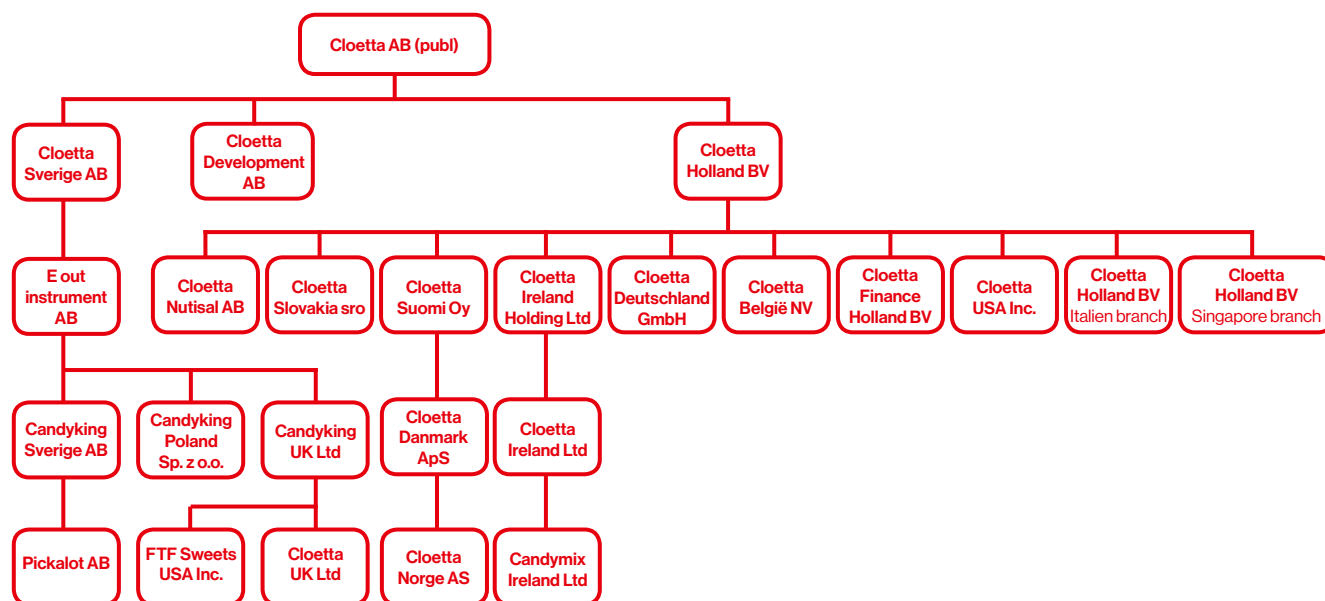 Cloetta AB (publ)
Cloetta
Sverige AB
Cloetta
Development
AB
Cloetta
Holland BV
E out
instrument
AB
Cloetta
Nutisal AB
Cloetta
Slovakia sro
Cloetta
Suomi Oy
Cloetta
Ireland
Holding Ltd
Cloetta
Deutschland
GmbH
Cloetta
België NV
Cloetta
Finance
Holland BV
Cloetta
USA Inc.
Cloetta
Holland BV
Italien branch
Cloetta
Holland BV
Singapore branch
Candyking
Sverige AB
Candyking
Poland
Sp. z o.o.
Candyking
UK Ltd
Cloetta
Danmark
ApS
Cloetta
Ireland Ltd
Pickalot AB
FTF Sweets
USA Inc.
Cloetta
UK Ltd
Cloetta
Norge AS
Candymix
Ireland Ltd